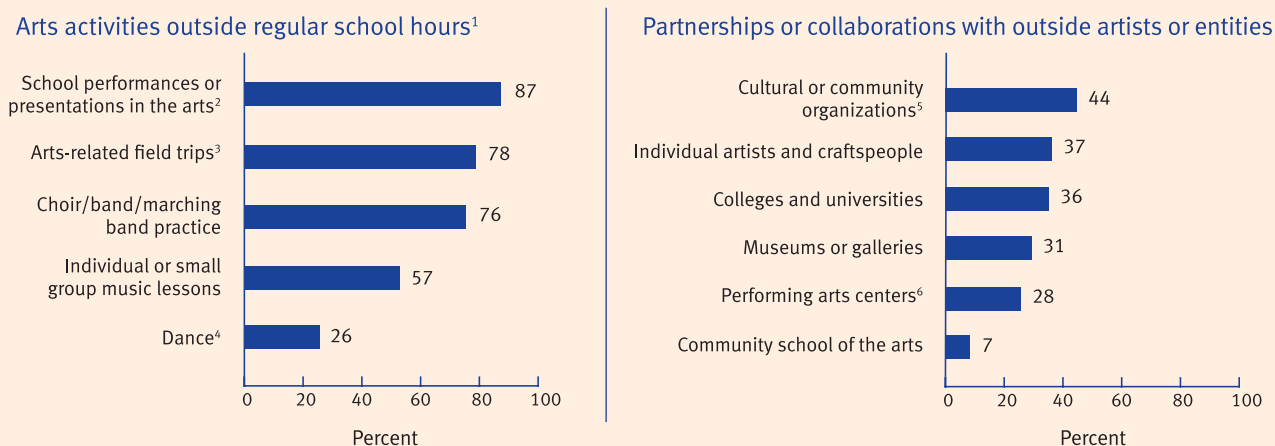 Arts activities outside regular school hours¹
School performances or
presentations in the arts²
87
Arts-related field trips³
78
Choir/band/marching
band practice
76
Individual or small
group music lessons
57
Dance⁴
26
0 20 40 60 80 100
Percent
Partnerships or collaborations with outside artists or entities
Cultural or community
organizations⁵
44
Individual artists and craftspeople
37
Colleges and universities
36
Museums or galleries
31
Performing arts centers⁶
28
Community school of the arts
7
0 20 40 60 80 100
Percent